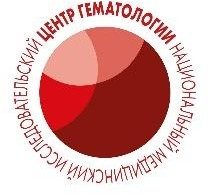 НАЦИОНАЛЬНЫЙ МЕДИЦИНСКИЙ ИССЛЕДОВАТЕЛЬСКИЙ
ЦЕНТР ГЕМАТОЛОГИИ